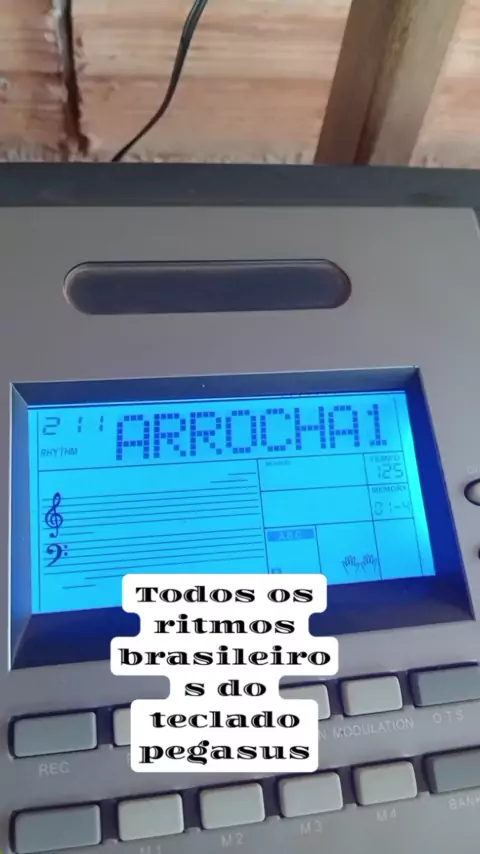 211 ARROCHA1
RHYTHM
TEMPO
125
MEMORY
01-4
ABC
Todos os
ritmos
brasileiro
s do
teclado
pegasus
N MODULATION O.T.S
REC
M1 M2 M3 M4 BANK